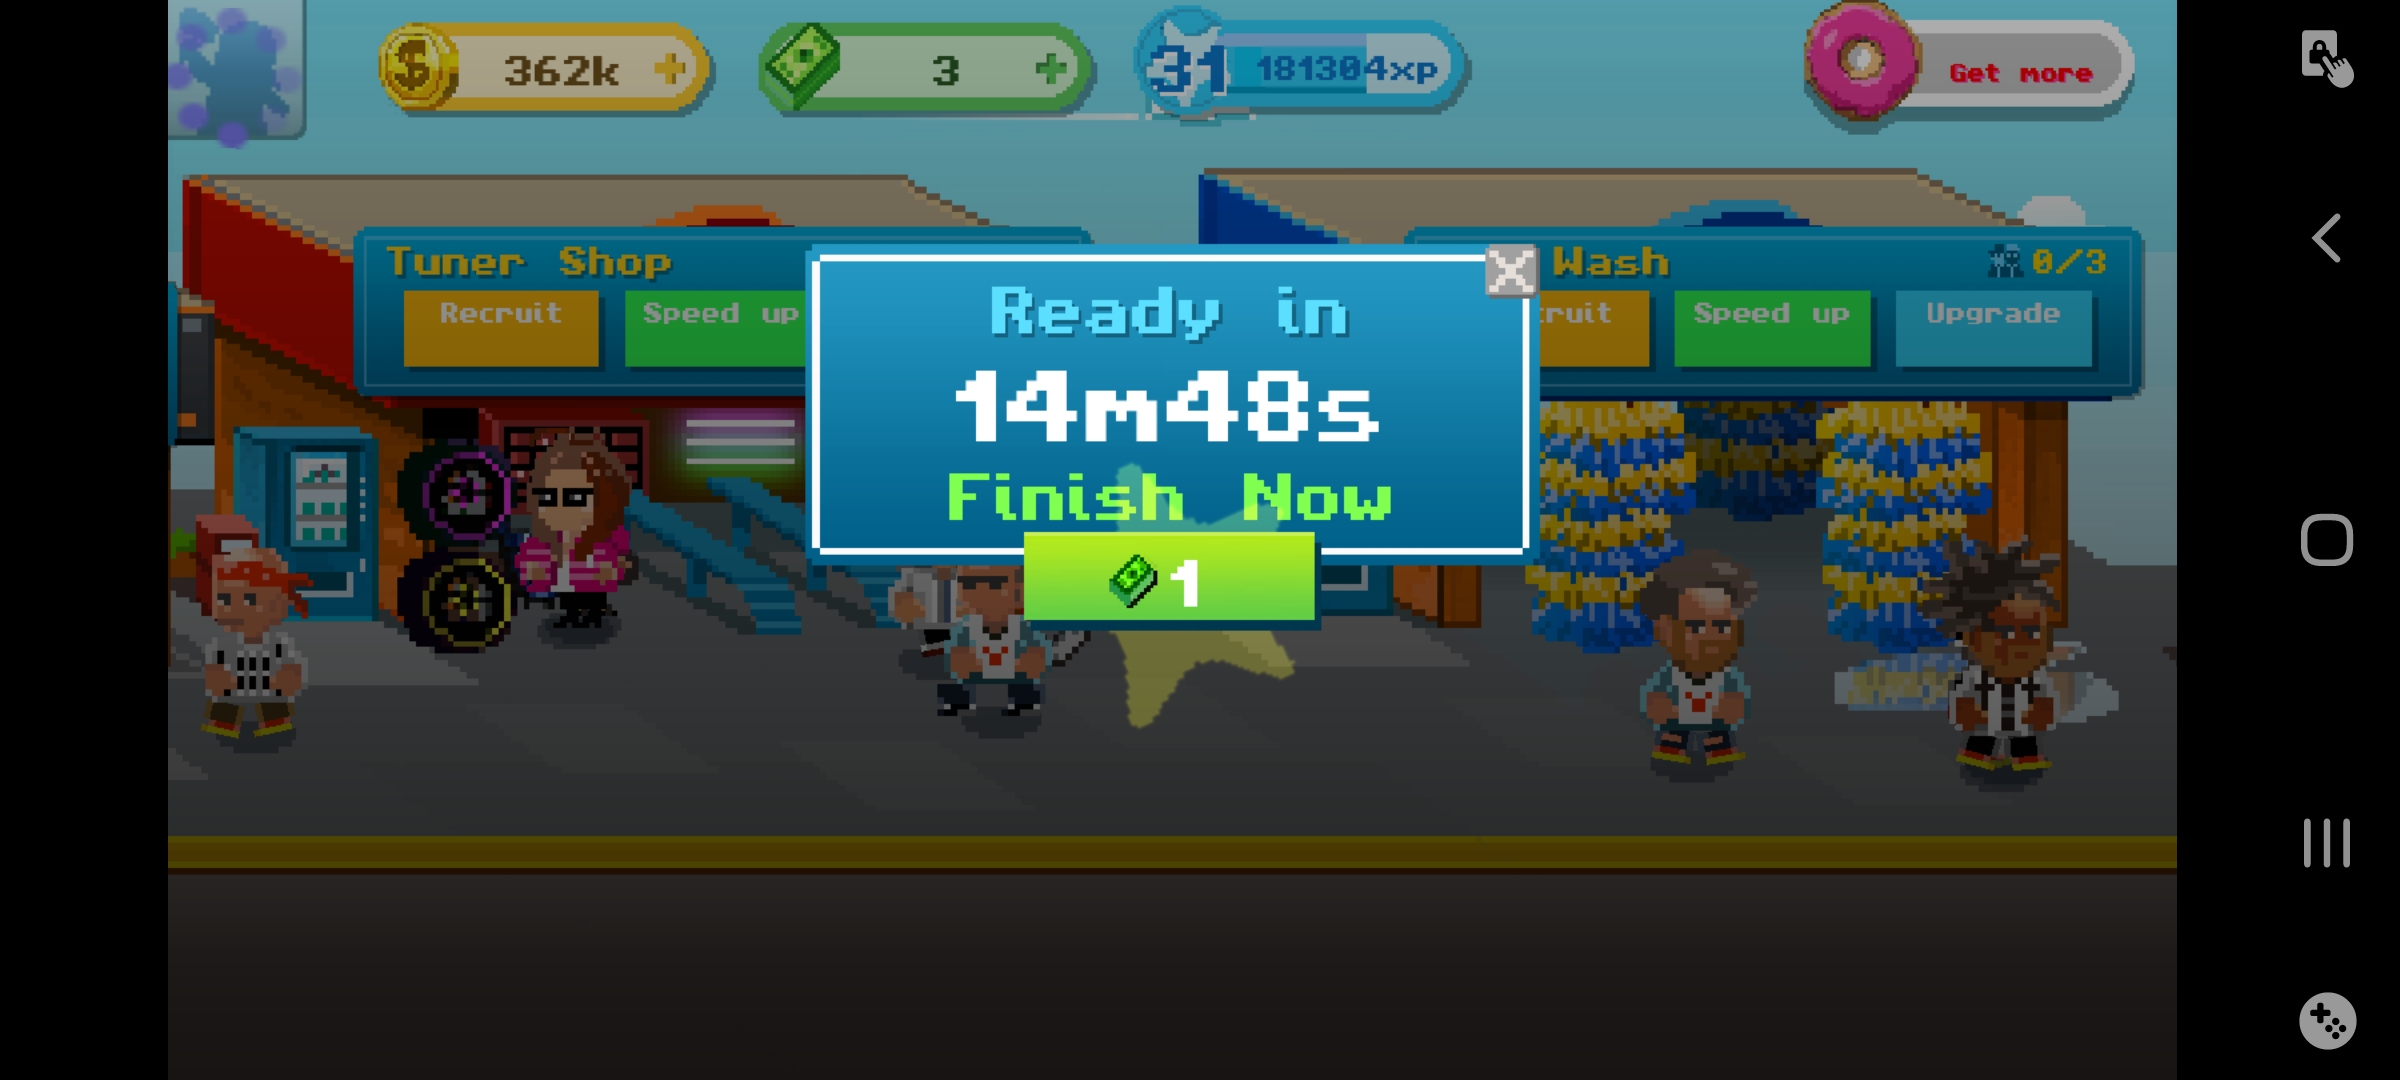 362k
3
31
181304xp
Get more
Tuner Shop
Wash
0/3
Recruit
Speed up
cruit
Speed up
Upgrade
Ready in
14m48s
Finish Now
1